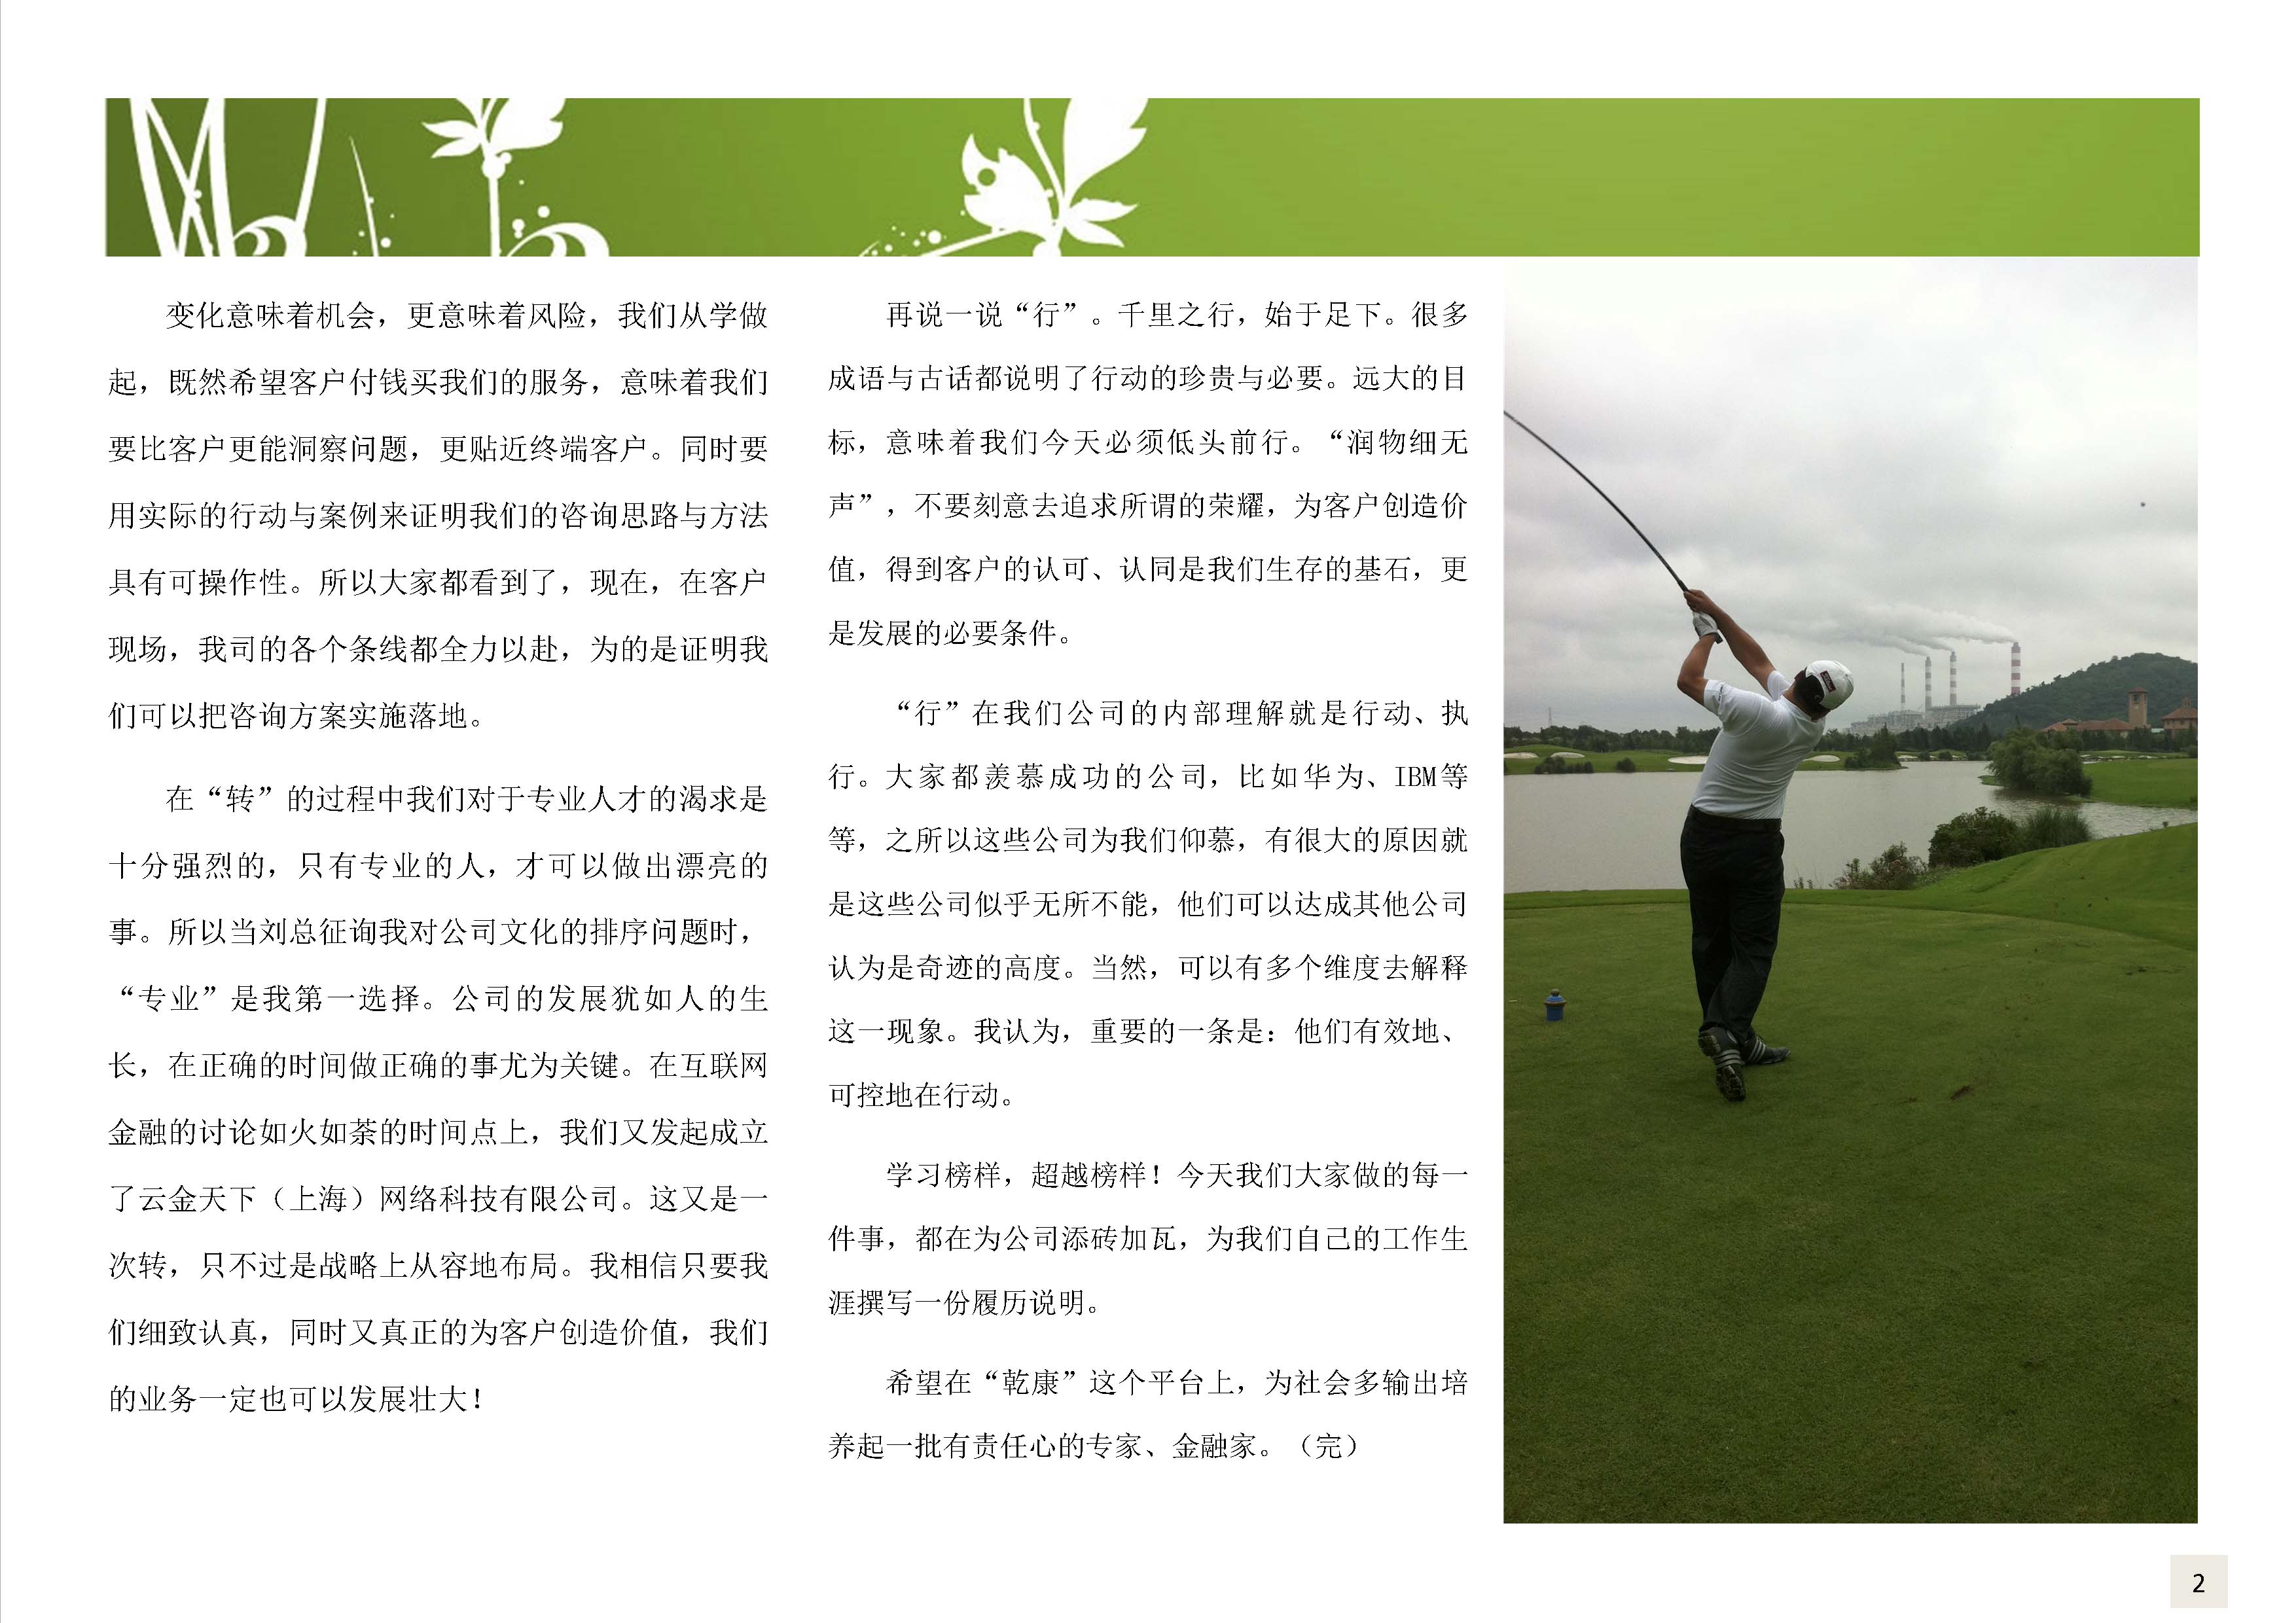 变化意味着机会，更意味着风险，我们从学做
起，既然希望客户付钱买我们的服务，意味着我们
要比客户更能洞察问题，更贴近终端客户。同时要
用实际的行动与案例来证明我们的咨询思路与方法
具有可操作性。所以大家都看到了，现在，在客户
现场，我司的各个条线都全力以赴，为的是证明我
们可以把咨询方案实施落地。
在“转”的过程中我们对于专业人才的渴求是
十分强烈的，只有专业的人，才可以做出漂亮的
事。所以当刘总征询我对公司文化的排序问题时，
“专业”是我第一选择。公司的发展犹如人的生
长，在正确的时间做正确的事尤为关键。在互联网
金融的讨论如火如荼的时间点上，我们又发起成立
了云金天下（上海）网络科技有限公司。这又是一
次转，只不过是战略上从容地布局。我相信只要我
们细致认真，同时又真正的为客户创造价值，我们
的业务一定也可以发展壮大！
再说一说“行”。千里之行，始于足下。很多
成语与古话都说明了行动的珍贵与必要。远大的目
标，意味着我们今天必须低头前行。“润物细无
声”，不要刻意去追求所谓的荣耀，为客户创造价
值，得到客户的认可、认同是我们生存的基石，更
是发展的必要条件。
“行”在我们公司的内部理解就是行动、执
行。大家都羡慕成功的公司，比如华为、IBM等
等，之所以这些公司为我们仰慕，有很大的原因就
是这些公司似乎无所不能，他们可以达成其他公司
认为是奇迹的高度。当然，可以有多个维度去解释
这一现象。我认为，重要的一条是：他们有效地、
可控地在行动。
学习榜样，超越榜样！今天我们大家做的每一
件事，都在为公司添砖加瓦，为我们自己的工作生
涯撰写一份履历说明。
希望在“乾康”这个平台上，为社会多输出培
养起一批有责任心的专家、金融家。（完）
2